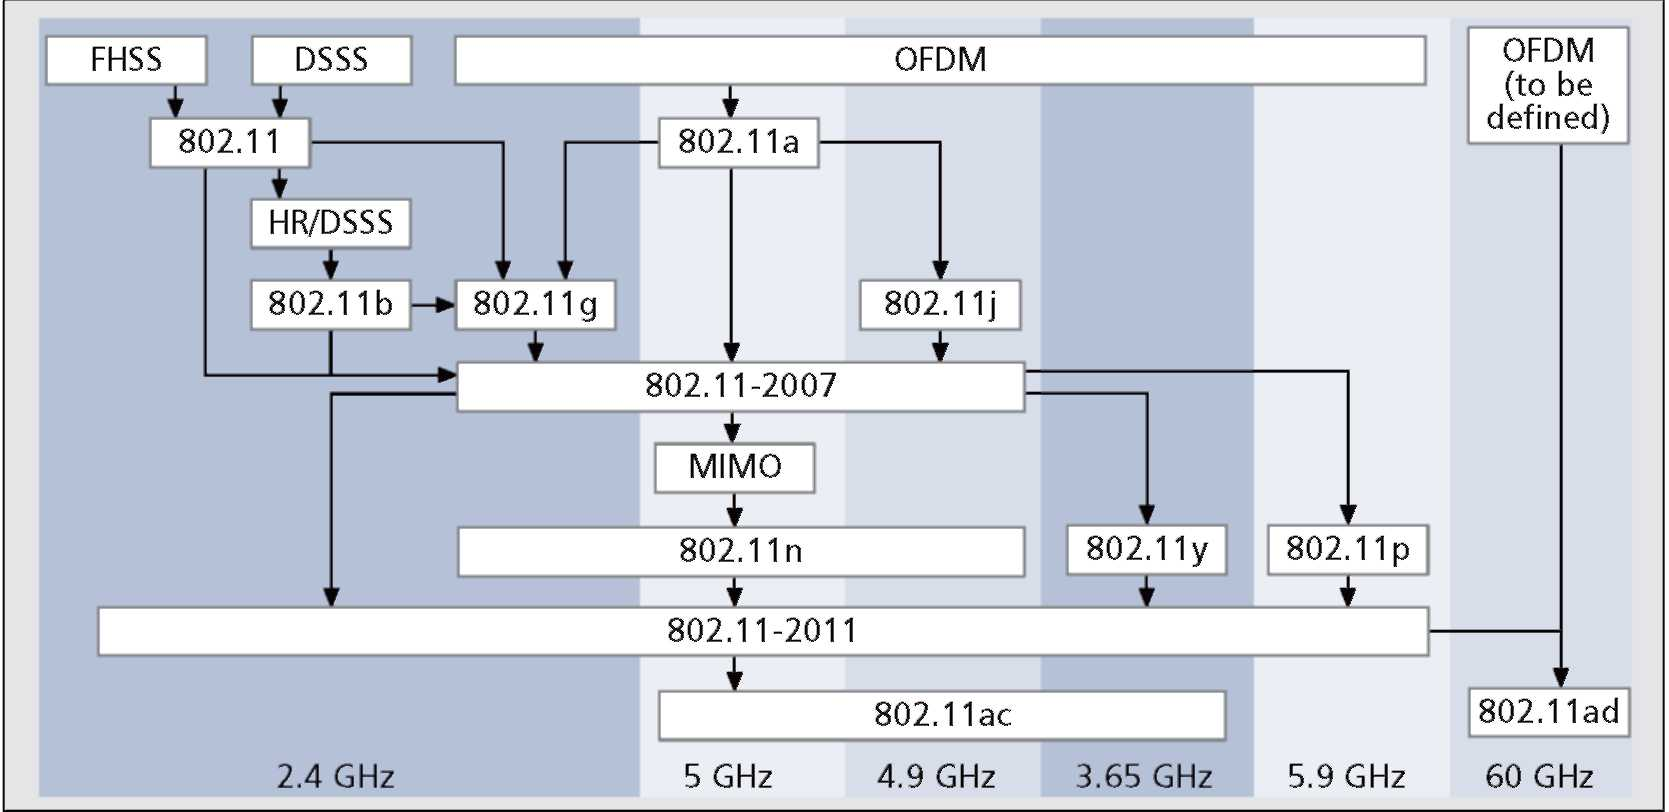 FHSS
DSSS
OFDM
OFDM
(to be
defined)
802.11
802.11a
HR/DSSS
802.11b
802.11g
802.11j
802.11-2007
MIMO
802.11n
802.11y
802.11p
802.11-2011
802.11ac
802.11ad
2.4 GHz
5 GHz
4.9 GHz
3.65 GHz
5.9 GHz
60 GHz